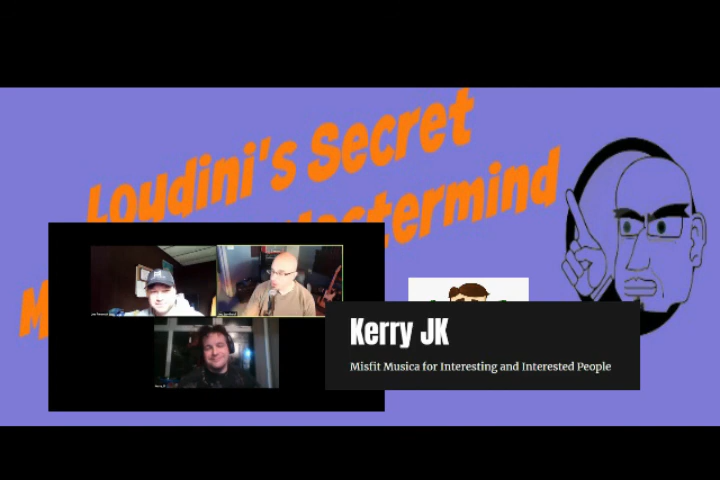 Loudini's Secret
M
Mastermind
Kerry JK
Misfit Musica for Interesting and Interested People